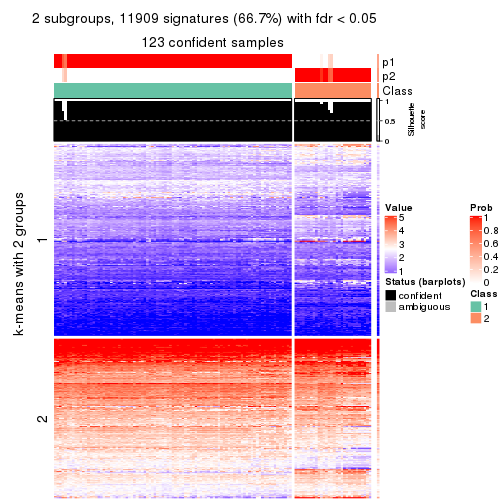 2 subgroups, 11909 signatures (66.7%) with fdr < 0.05
123 confident samples
p1
p2
Class
1
0.5
0
Silhouette
score
k-means with 2 groups
1
2
Value
5
4
3
2
1
Prob
1
0.8
0.6
0.4
0.2
0
Status (barplots)
confident
ambiguous
Class
1
2